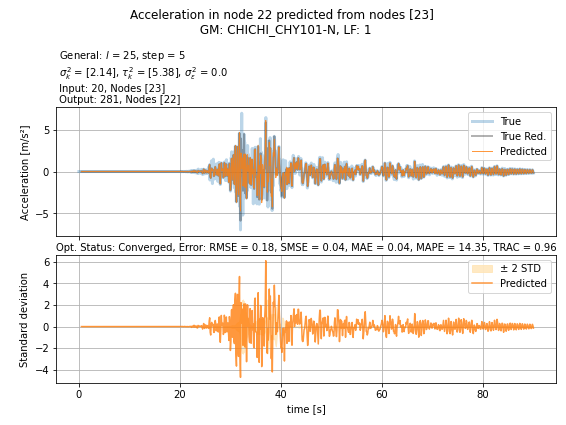 Acceleration in node 22 predicted from nodes [23]
GM: CHICHI_CHY101-N, LF: 1
General: l = 25, step = 5
σ²ₖ = [2.14], τ²ₖ = [5.38], σ²ε = 0.0
Input: 20, Nodes [23]
Output: 281, Nodes [22]
Acceleration [m/s²]
5
0
−5
True
True Red.
Predicted
Opt. Status: Converged, Error: RMSE = 0.18, SMSE = 0.04, MAE = 0.04, MAPE = 14.35, TRAC = 0.96
Standard deviation
6
4
2
0
−2
−4
± 2 STD
Predicted
0 20 40 60 80
time [s]